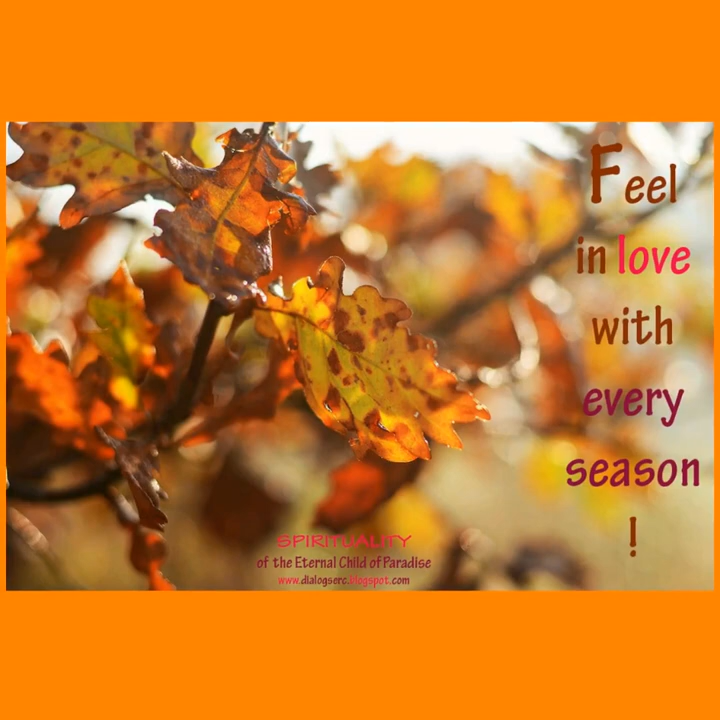 Feel
in love
with
every
season
!
SPIRITUALITY
of the Eternal Child of Paradise
www.dialogserc.blogspot.com